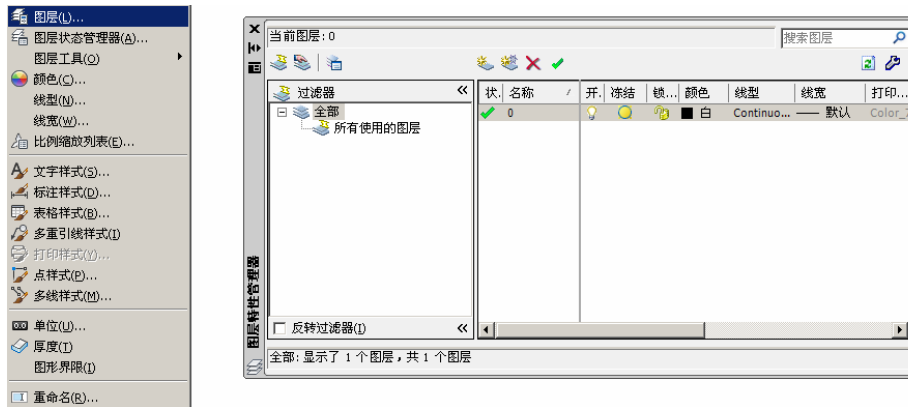 图层(L)...
图层状态管理器(A)...
图层工具(O)
颜色(C)...
线型(N)...
线宽(W)...
比例缩放列表(E)...
文字样式(S)...
标注样式(D)...
表格样式(B)...
多重引线样式(I)
打印样式(Y)...
点样式(P)...
多线样式(M)...
单位(U)...
厚度(T)
图形界限(I)
重命名(R)...
当前图层: 0
搜索图层
过滤器
状. 名称 开. 冻结 锁... 颜色 线型 线宽 打印...
全部
0 白 Continuo... 默认 Color_
所有使用的图层
反转过滤器(I)
图层特性管理器
全部: 显示了 1 个图层，共 1 个图层